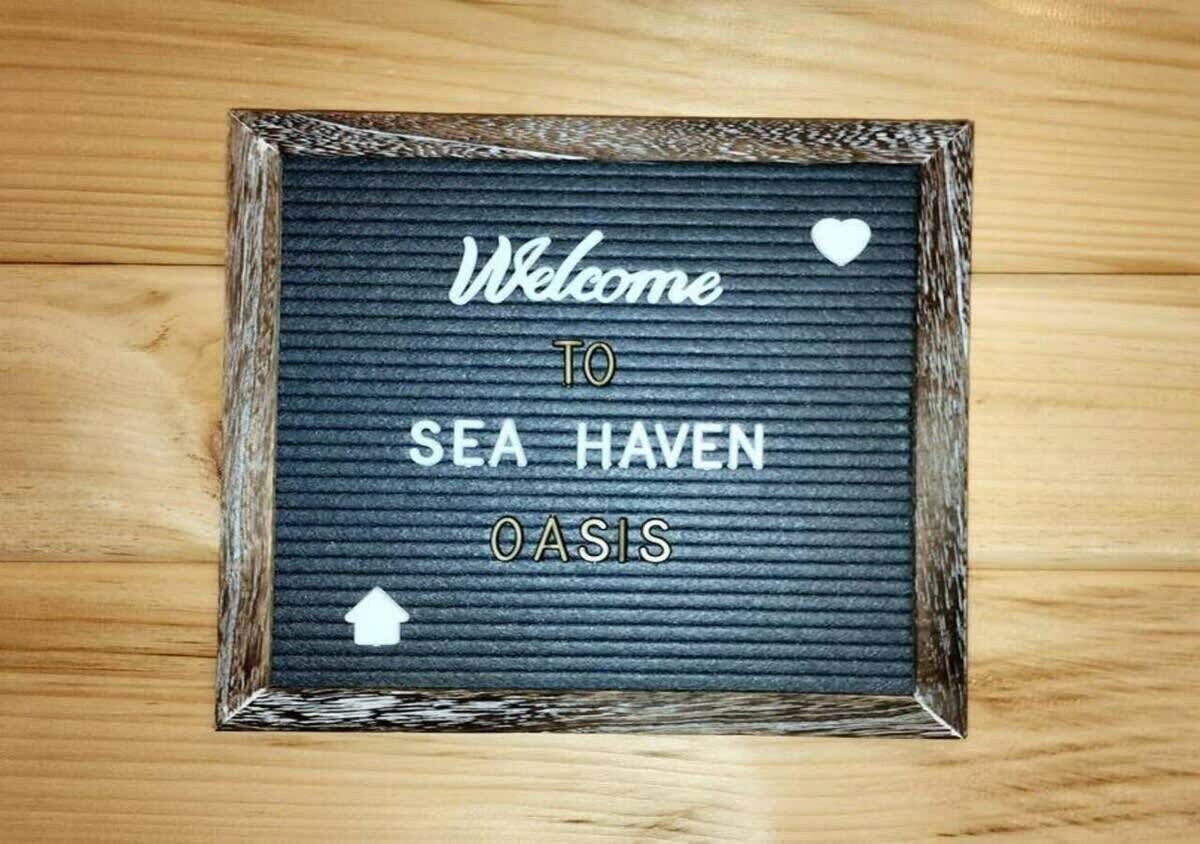 Welcome
TO
SEA HAVEN
OASIS